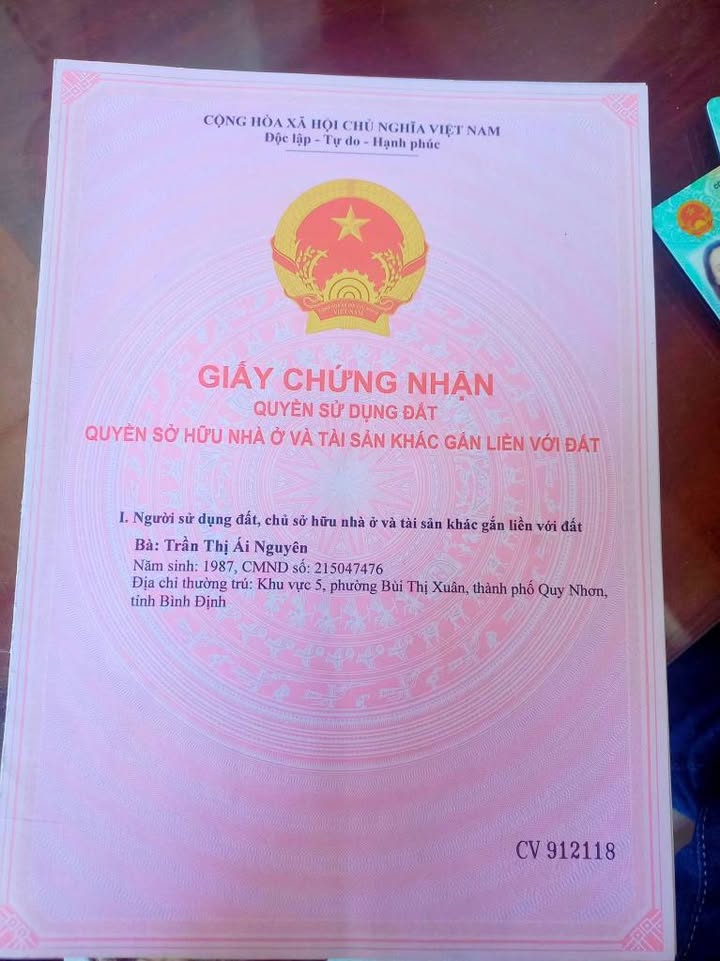 CỘNG HÒA XÃ HỘI CHỦ NGHĨA VIỆT NAM
Độc lập - Tự do - Hạnh phúc
VIỆT NAM
GIẤY CHỨNG NHẬN
QUYỀN SỬ DỤNG ĐẤT
QUYỀN SỞ HỮU NHÀ Ở VÀ TÀI SẢN KHÁC GẮN LIỀN VỚI ĐẤT
I. Người sử dụng đất, chủ sở hữu nhà ở và tài sản khác gắn liền với đất
Bà: Trần Thị Ái Nguyên
Năm sinh: 1987, CMND số: 215047476
Địa chỉ thường trú: Khu vực 5, phường Bùi Thị Xuân, thành phố Quy Nhơn,
tỉnh Bình Định
CV 912118